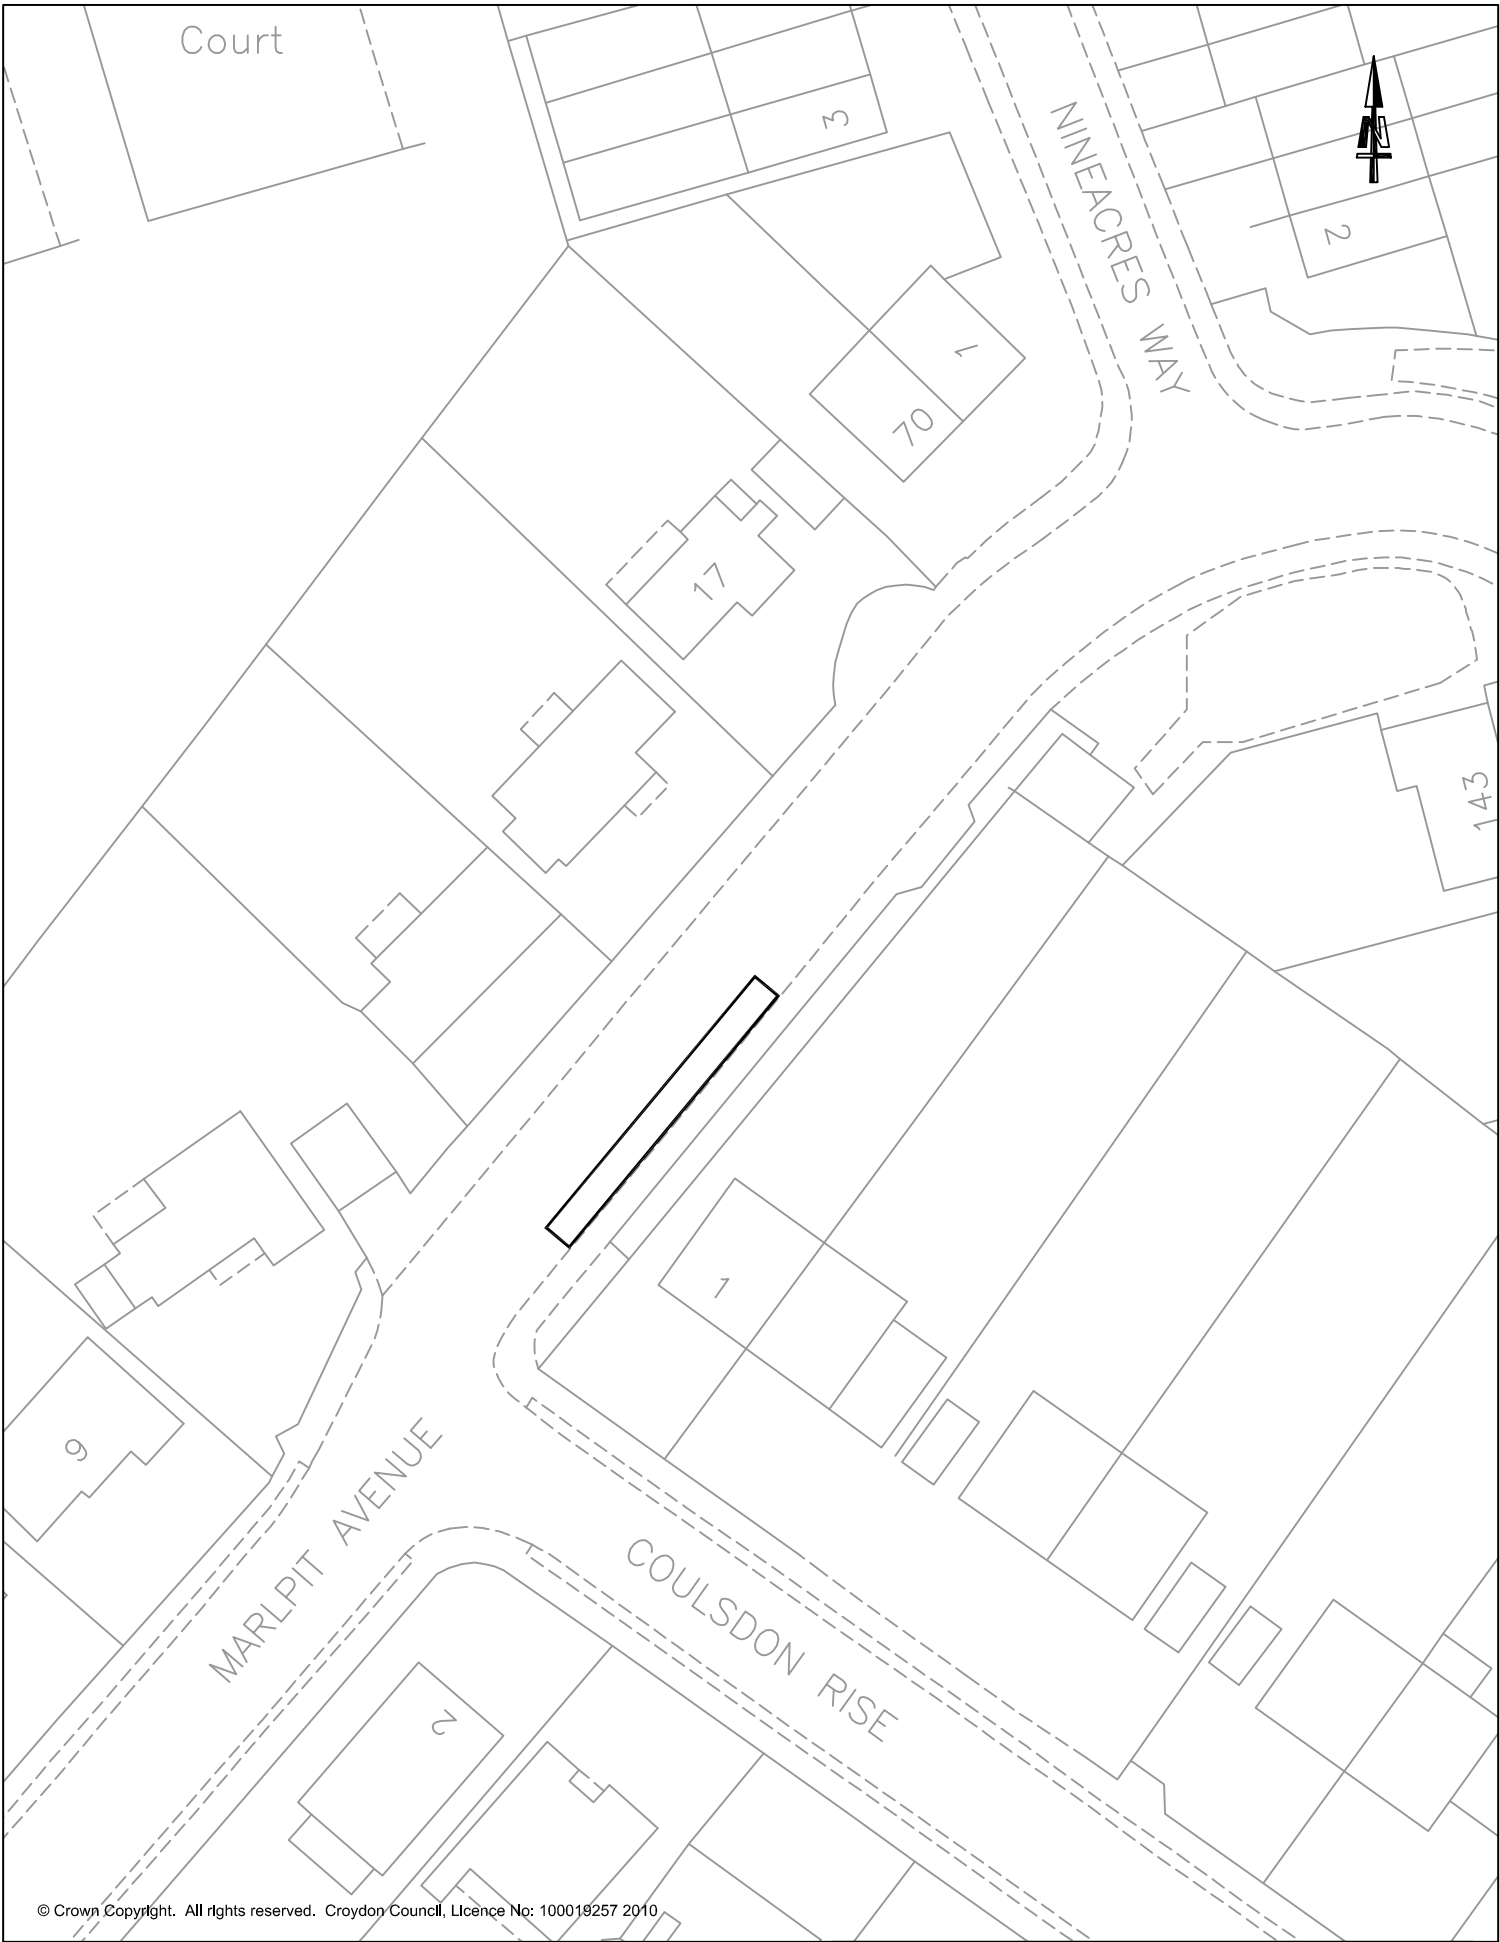 Court
3
NINEACRES WAY
N
2
1
70
17
143
1
9
MARLPIT AVENUE
COULSDON RISE
2
© Crown Copyright. All rights reserved. Croydon Council, Licence No: 100019257 2010